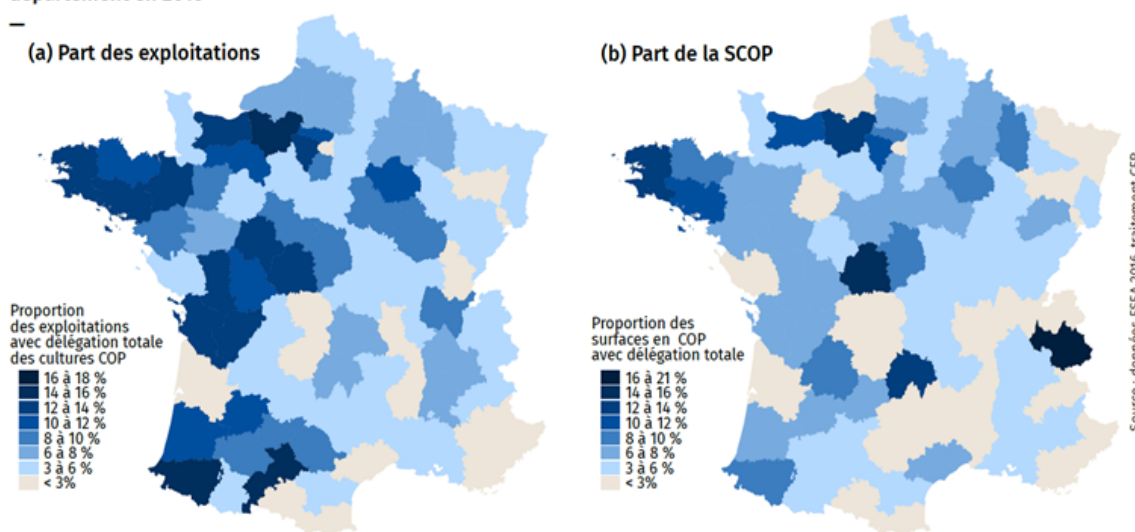 (a) Part des exploitations
(b) Part de la SCOP
Proportion
des exploitations
avec délégation totale
des cultures COP
16 à 18 %
14 à 16 %
12 à 14 %
10 à 12 %
8 à 10 %
6 à 8 %
3 à 6 %
< 3%
Proportion des
surfaces en COP
avec délégation totale
16 à 21 %
14 à 16 %
12 à 14 %
10 à 12 %
8 à 10 %
6 à 8 %
3 à 6 %
< 3%